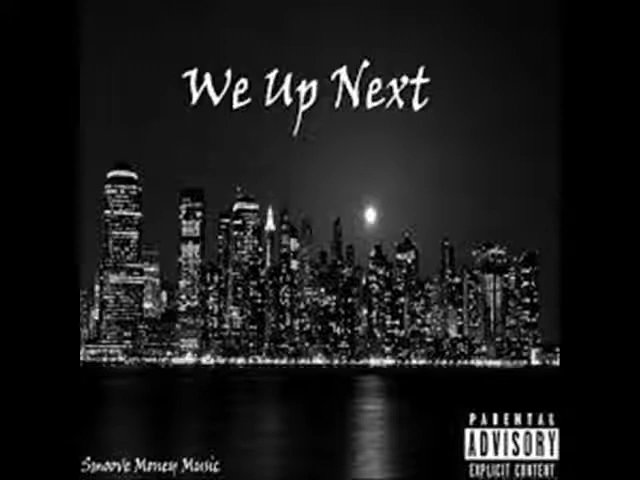 We Up Next
PARENTAL
ADVISORY
EXPLICIT CONTENT
Smoove Money Music